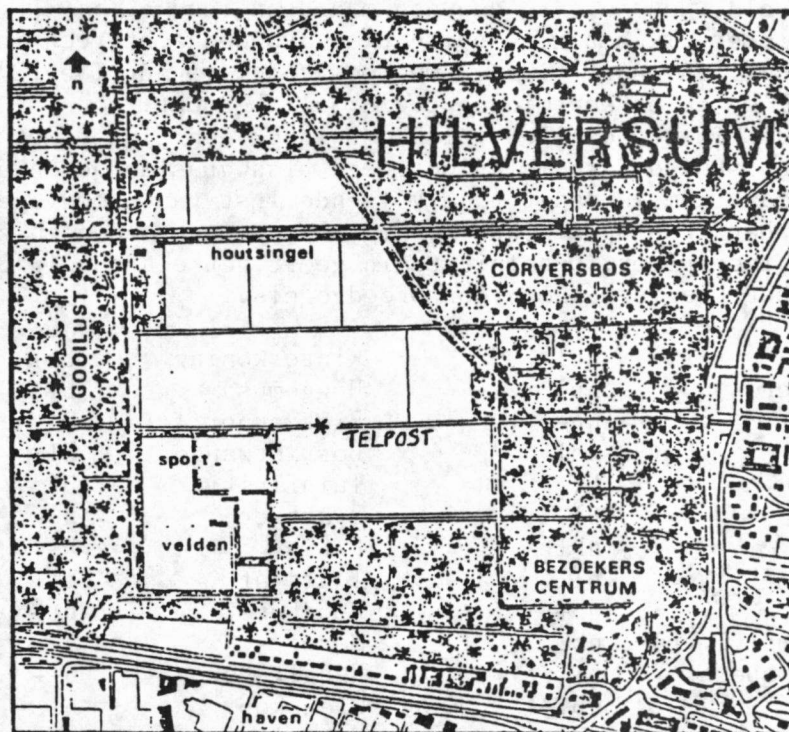 n
HILVERSUM
houtsingel
CORVERSBOS
GOOILUST
TELPOST
sport-
velden
BEZOEKERS
CENTRUM
haven